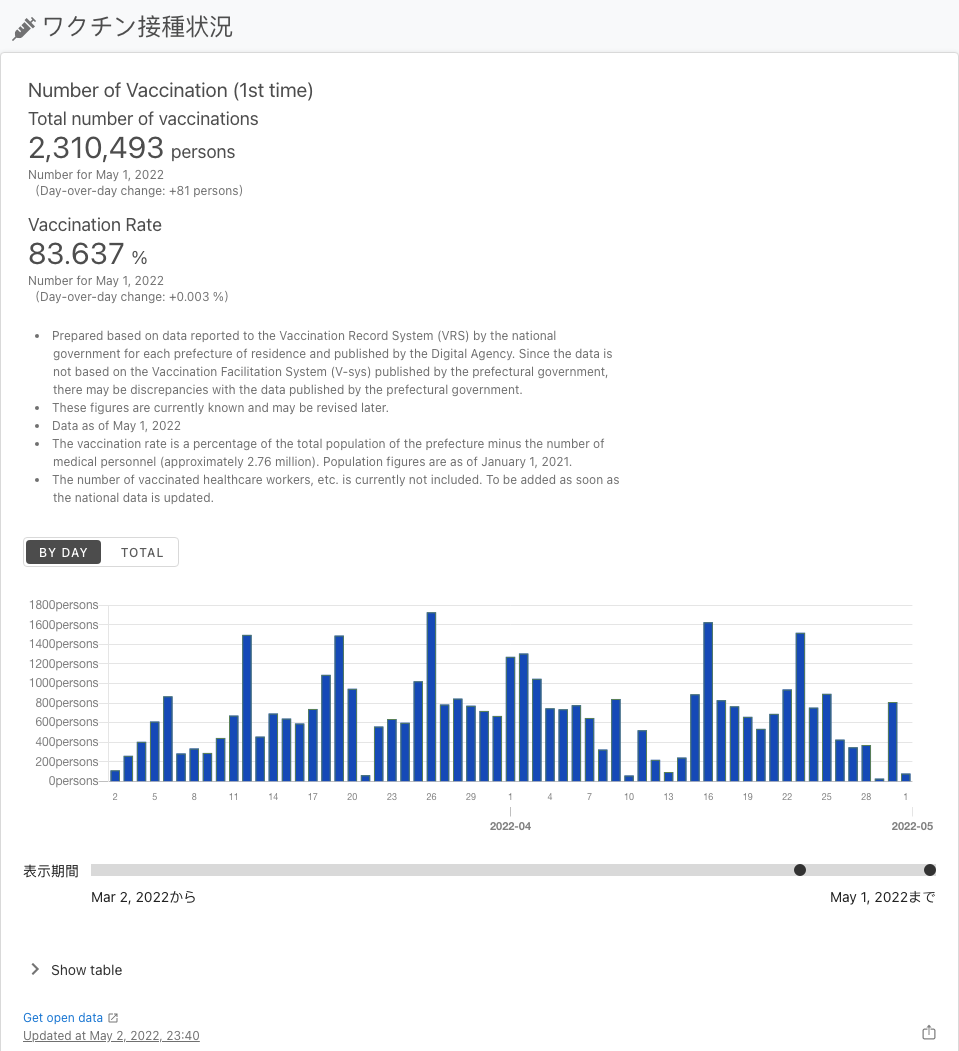 ワクチン接種状況
Number of Vaccination (1st time)
Total number of vaccinations
2,310,493 persons
Number for May 1, 2022
(Day-over-day change: +81 persons)
Vaccination Rate
83.637 %
Number for May 1, 2022
(Day-over-day change: +0.003 %)
• Prepared based on data reported to the Vaccination Record System (VRS) by the national
government for each prefecture of residence and published by the Digital Agency. Since the data is
not based on the Vaccination Facilitation System (V-sys) published by the prefectural government,
there may be discrepancies with the data published by the prefectural government.
• These figures are currently known and may be revised later.
• Data as of May 1, 2022
• The vaccination rate is a percentage of the total population of the prefecture minus the number of
medical personnel (approximately 2.76 million). Population figures are as of January 1, 2021.
• The number of vaccinated healthcare workers, etc. is currently not included. To be added as soon as
the national data is updated.
BY DAY TOTAL
1800persons
1600persons
1400persons
1200persons
1000persons
800persons
600persons
400persons
200persons
0persons
2 5 8 11 14 17 20 23 26 29 1 4 7 10 13 16 19 22 25 28 1
2022-04 2022-05
表示期間
Mar 2, 2022から May 1, 2022まで
Show table
Get open data
Updated at May 2, 2022, 23:40